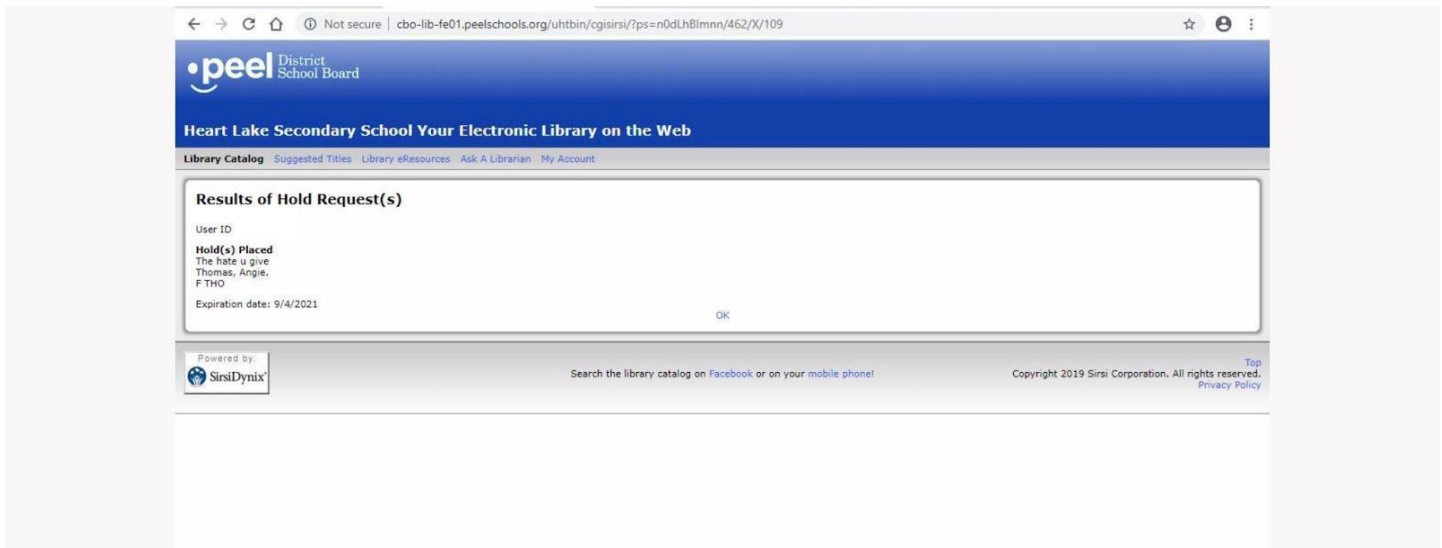 Not secure | cbo-lib-fe01.peelschools.org/uhtbin/cgisirsi/?ps=n0dLhBlmnn/462/X/109
peel District
School Board
Heart Lake Secondary School Your Electronic Library on the Web
Library Catalog Suggested Titles Library eResources Ask A Librarian My Account
Results of Hold Request(s)
User ID
Hold(s) Placed
The hate u give
Thomas, Angie.
F THO
Expiration date: 9/4/2021
OK
Powered by:
SirsiDynix
Search the library catalog on Facebook or on your mobile phone!
Top
Copyright 2019 Sirsi Corporation. All rights reserved.
Privacy Policy